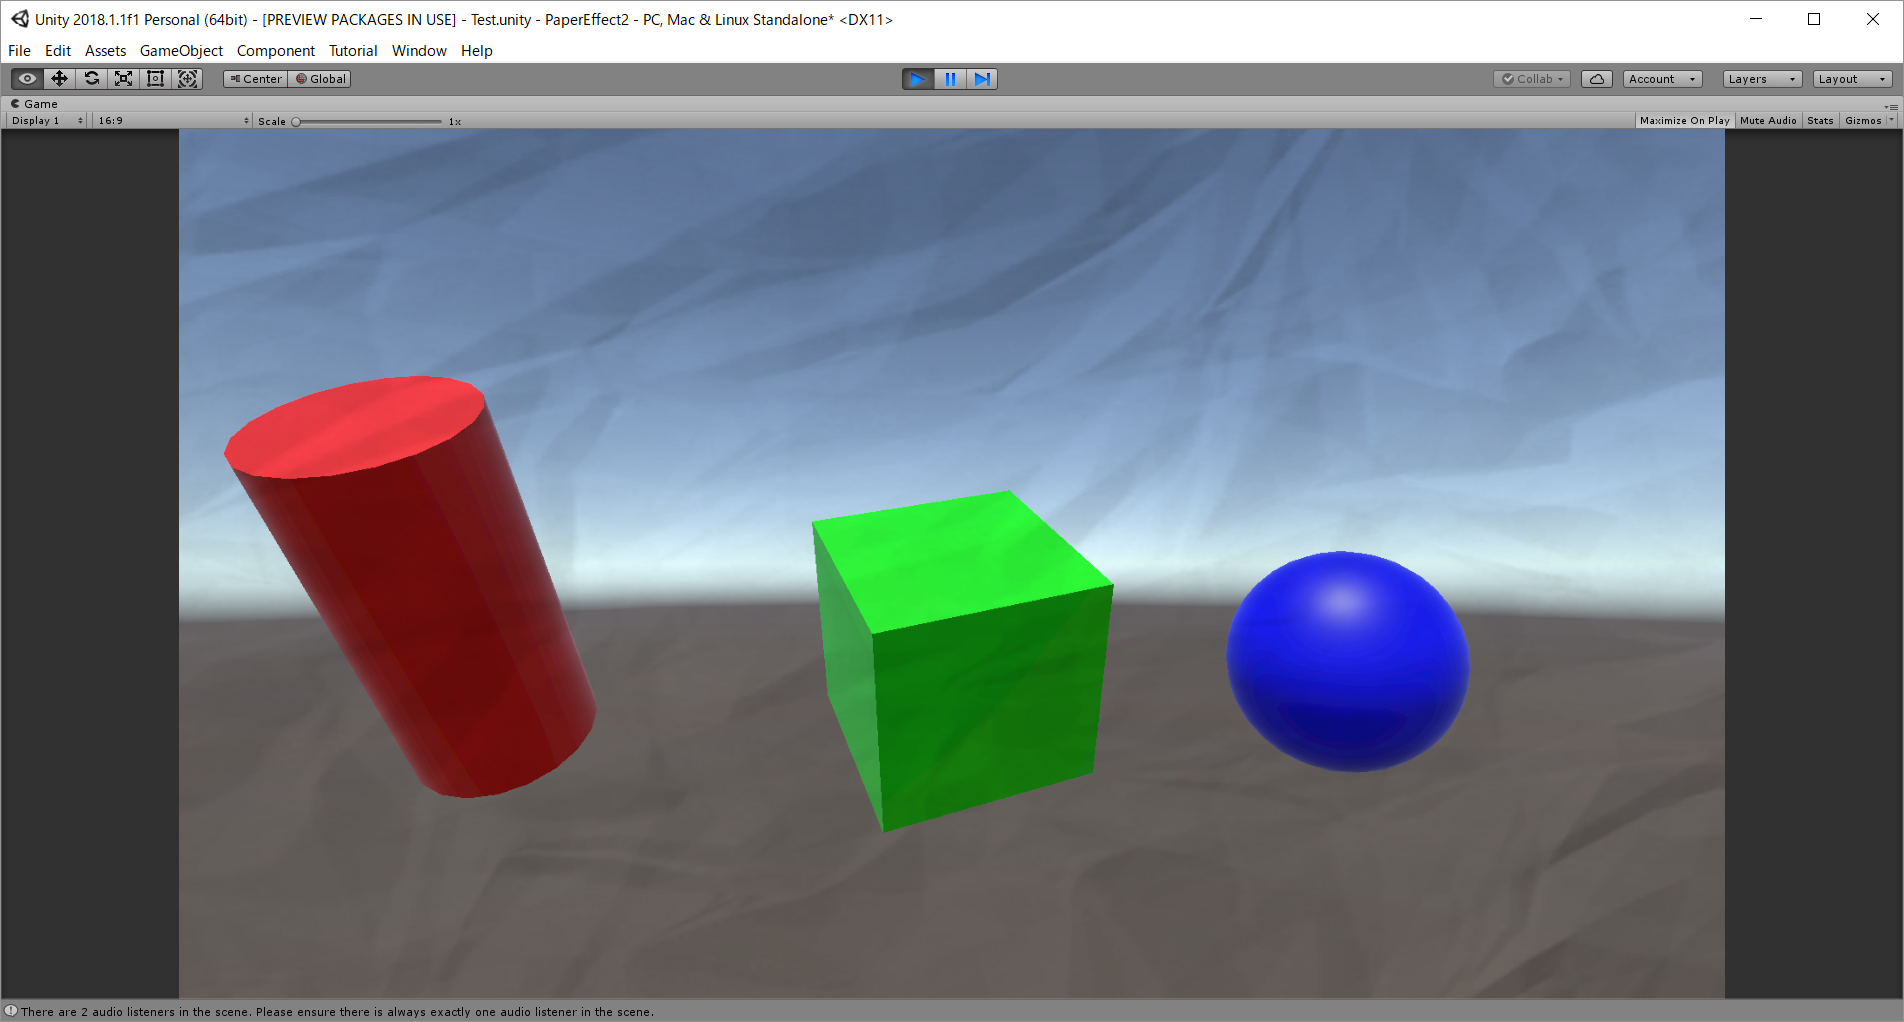 Unity 2018.1.1f1 Personal (64bit) - [PREVIEW PACKAGES IN USE] - Test.unity - PaperEffect2 - PC, Mac & Linux Standalone* <DX11>
File Edit Assets GameObject Component Tutorial Window Help
Center Global Collab Account Layers Layout
Game
Display 1 16:9 Scale 1x Maximize On Play Mute Audio Stats Gizmos
There are 2 audio listeners in the scene. Please ensure there is always exactly one audio listener in the scene.